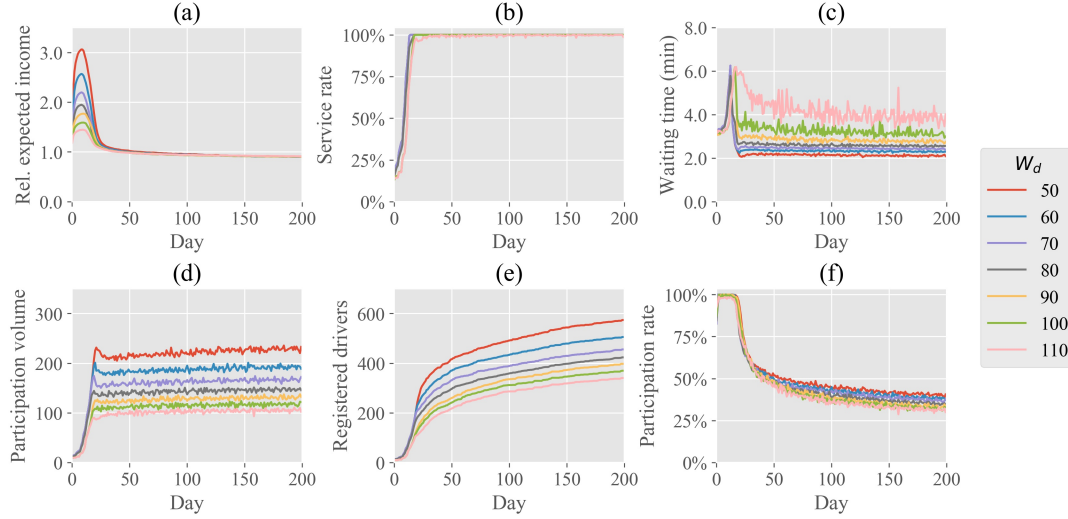 (a)
Rel. expected income
3.0
2.0
1.0
0.0
0 50 100 150 200
Day
(b)
Service rate
100%
75%
50%
25%
0%
0 50 100 150 200
Day
(c)
Waiting time (min)
8.0
6.0
4.0
2.0
0.0
0 50 100 150 200
Day
(d)
Participation volume
300
200
100
0
0 50 100 150 200
Day
(e)
Registered drivers
600
400
200
0
0 50 100 150 200
Day
(f)
Participation rate
100%
75%
50%
25%
0%
0 50 100 150 200
Day
W_d
50
60
70
80
90
100
110